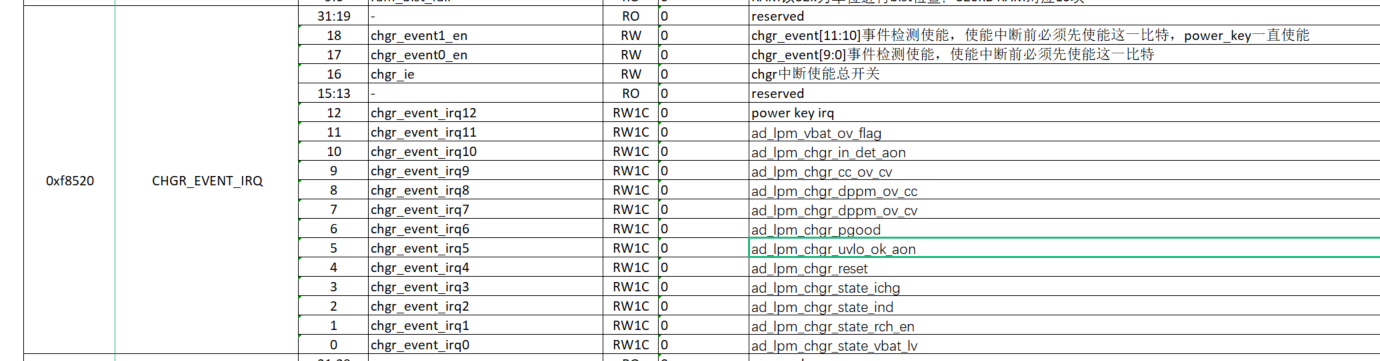 31:19 - RO 0 reserved
18 chgr_event1_en RW 0 chgr_event[11:10]事件检测使能，使能中断前必须先使能这一比特，power_key一直使能
17 chgr_event0_en RW 0 chgr_event[9:0]事件检测使能，使能中断前必须先使能这一比特
16 chgr_ie RW 0 chgr中断使能总开关
15:13 - RO 0 reserved
12 chgr_event_irq12 RW1C 0 power key irq
11 chgr_event_irq11 RW1C 0 ad_lpm_vbat_ov_flag
10 chgr_event_irq10 RW1C 0 ad_lpm_chgr_in_det_aon
9 chgr_event_irq9 RW1C 0 ad_lpm_chgr_cc_ov_cv
0xf8520 CHGR_EVENT_IRQ 8 chgr_event_irq8 RW1C 0 ad_lpm_chgr_dppm_ov_cc
7 chgr_event_irq7 RW1C 0 ad_lpm_chgr_dppm_ov_cv
6 chgr_event_irq6 RW1C 0 ad_lpm_chgr_pgood
5 chgr_event_irq5 RW1C 0 ad_lpm_chgr_uvlo_ok_aon
4 chgr_event_irq4 RW1C 0 ad_lpm_chgr_reset
3 chgr_event_irq3 RW1C 0 ad_lpm_chgr_state_ichg
2 chgr_event_irq2 RW1C 0 ad_lpm_chgr_state_ind
1 chgr_event_irq1 RW1C 0 ad_lpm_chgr_state_rch_en
0 chgr_event_irq0 RW1C 0 ad_lpm_chgr_state_vbat_lv